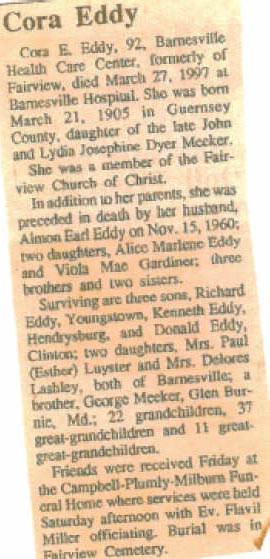 Cora Eddy
Cora E. Eddy, 92, Barnesville
Health Care Center, formerly of
Fairview, died March 27, 1997 at
Barnesville Hospital. She was born
March 21, 1905 in Guernsey
County, daughter of the late John
and Lydia Josephine Dyer Meeker.
She was a member of the Fair-
view Church of Christ.
In addition to her parents, she was
preceded in death by her husband,
Almon Earl Eddy on Nov. 15, 1960;
two daughters, Alice Marlene Eddy
and Viola Mae Gardiner; three
brothers and two sisters.
Surviving are three sons, Richard
Eddy, Youngstown, Kenneth Eddy,
Hendrysburg, and Donald Eddy,
Clinton; two daughters, Mrs. Paul
(Esther) Luyster and Mrs. Delores
Lashley, both of Barnesville; a
brother, George Meeker, Glen Bur-
nie, Md.; 22 grandchildren, 37
great-grandchildren and 11 great-
great-grandchildren.
Friends were received Friday at
the Campbell-Plumly-Milburn Fun-
eral Home where services were held
Saturday afternoon with Ev. Flavil
Miller officiating. Burial was in
Fairview Cemetery.